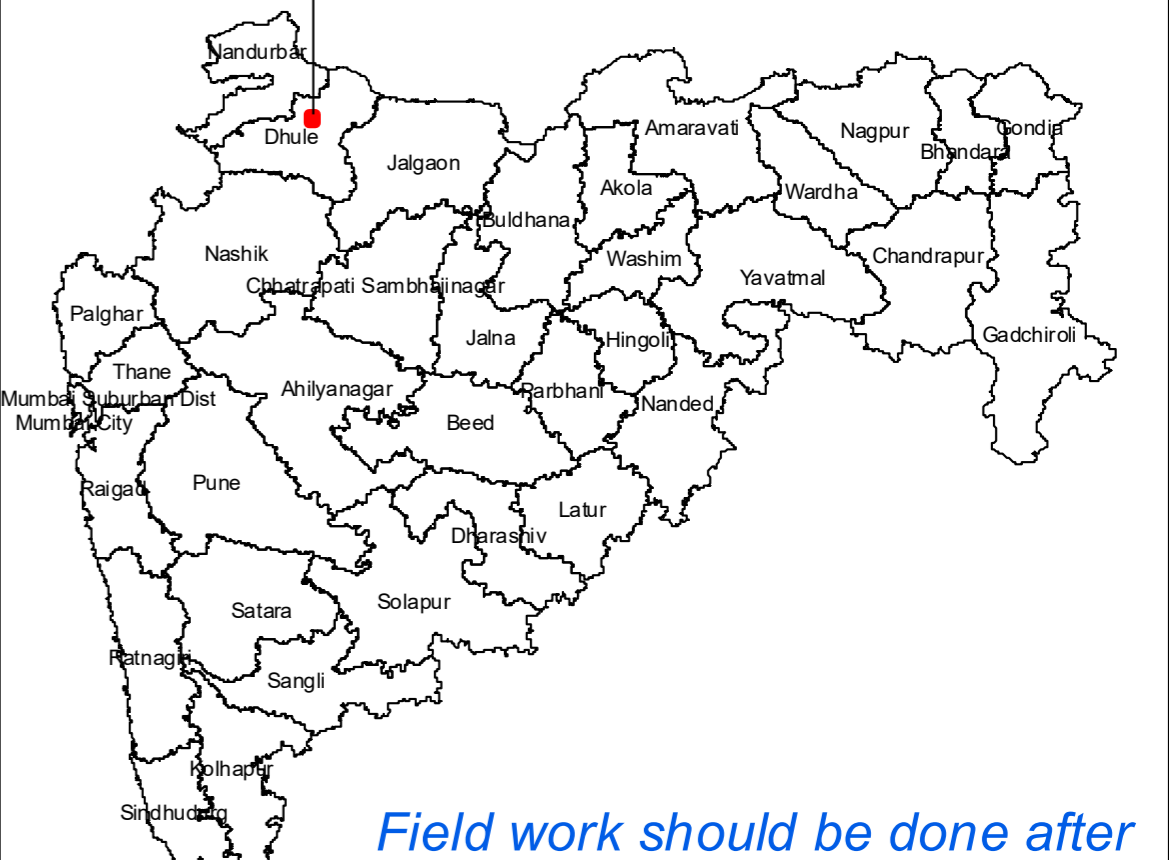 Nandurbar
Dhule
Jalgaon
Amaravati
Nagpur
Gondia
Bhandara
Akola
Wardha
Buldhana
Nashik
Washim
Chandrapur
Chhatrapati Sambhajinagar
Yavatmal
Palghar
Jalna
Hingoli
Gadchiroli
Thane
Ahilyanagar
Parbhani
Mumbai Suburban Dist
Nanded
Mumbai City
Beed
Raigad
Pune
Latur
Dharashiv
Satara
Solapur
Ratnagiri
Sangli
Kolhapur
Sindhudurg
Field work should be done after